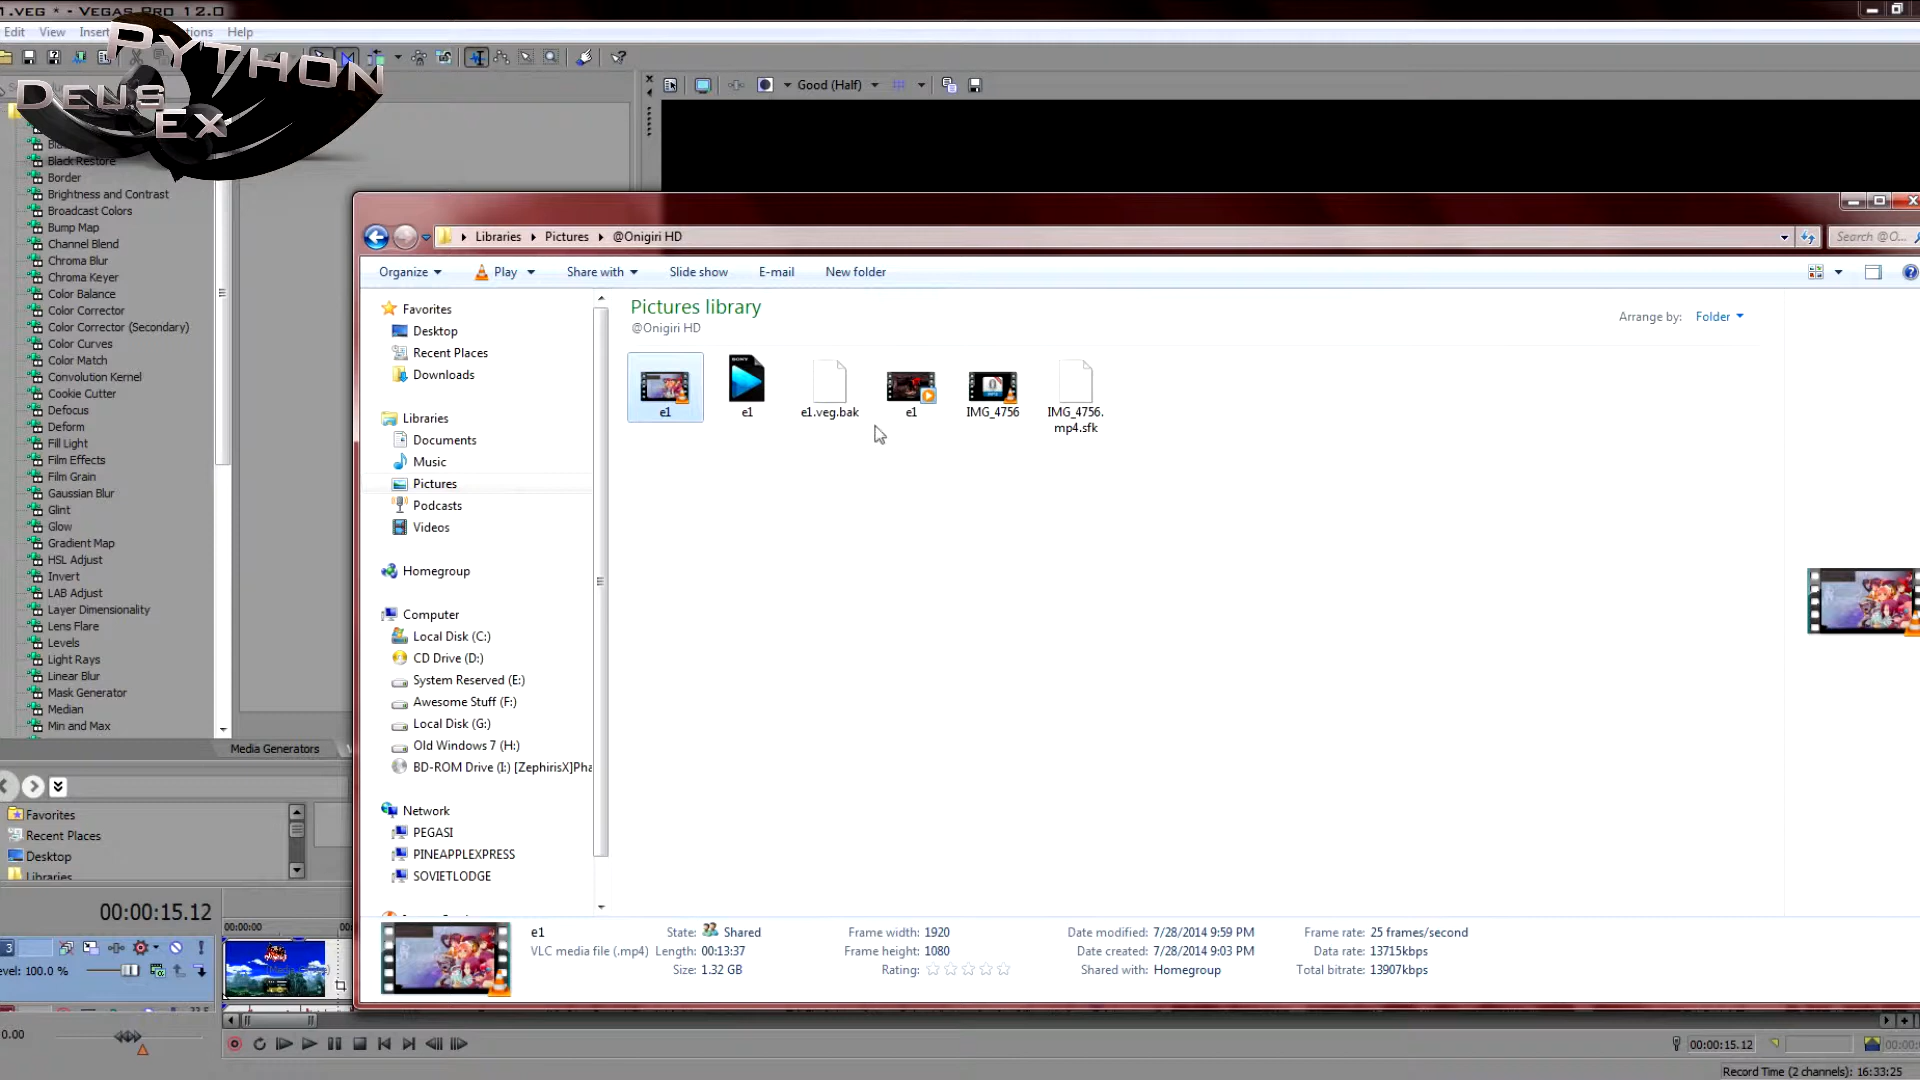 1.veg * - Vegas Pro 12.0
Edit View Insert Help
Python
Deus
Ex
Good (Half)
Black Restore
Border
Brightness and Contrast
Broadcast Colors
Bump Map
Channel Blend
Chroma Blur
Chroma Keyer
Color Balance
Color Corrector
Color Corrector (Secondary)
Color Curves
Color Match
Convolution Kernel
Cookie Cutter
Defocus
Deform
Fill Light
Film Effects
Film Grain
Gaussian Blur
Glint
Glow
Gradient Map
HSL Adjust
Invert
LAB Adjust
Layer Dimensionality
Lens Flare
Levels
Light Rays
Linear Blur
Mask Generator
Median
Min and Max
Media Generators
Favorites
Recent Places
Desktop
Libraries
00:00:15.12
00:00:00
3
evel: 100.0 %
0.00
Libraries Pictures @Onigiri HD
Search @O...
Organize Play Share with Slide show E-mail New folder
Favorites
Desktop
Recent Places
Downloads
Libraries
Documents
Music
Pictures
Podcasts
Videos
Homegroup
Computer
Local Disk (C:)
CD Drive (D:)
System Reserved (E:)
Awesome Stuff (F:)
Local Disk (G:)
Old Windows 7 (H:)
BD-ROM Drive (I:) [ZephirisX]Pha
Network
PEGASI
PINEAPPLEXPRESS
SOVIETLODGE
Pictures library
@Onigiri HD
Arrange by: Folder
e1
e1
e1.veg.bak
e1
IMG_4756
IMG_4756.
mp4.sfk
e1
VLC media file (.mp4)
State: Shared
Length: 00:13:37
Size: 1.32 GB
Frame width: 1920
Frame height: 1080
Rating:
Date modified: 7/28/2014 9:59 PM
Date created: 7/28/2014 9:03 PM
Shared with: Homegroup
Frame rate: 25 frames/second
Data rate: 13715kbps
Total bitrate: 13907kbps
00:00:15.12
Record Time (2 channels): 16:33:25